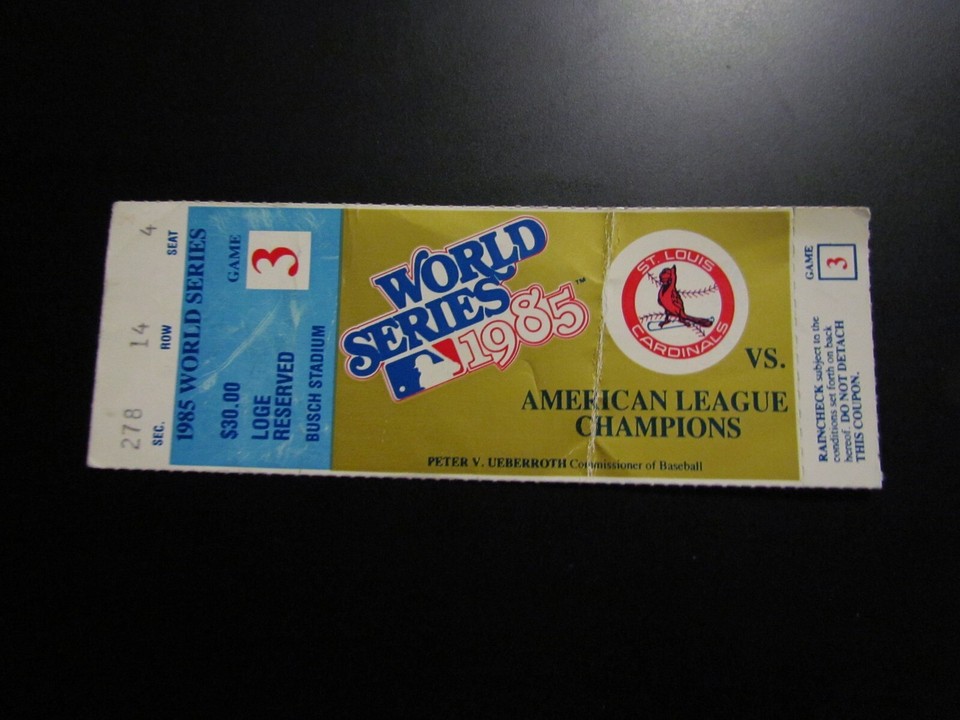 278 14 4
SEC. ROW SEAT
1985 WORLD SERIES
GAME
3
$30.00
LOGE
RESERVED
BUSCH STADIUM
WORLD
SERIES
1985™
ST. LOUIS
CARDINALS
VS.
AMERICAN LEAGUE
CHAMPIONS
PETER V. UEBERROTH Commissioner of Baseball
GAME
3
RAINCHECK subject to the
conditions set forth on back
hereof. DO NOT DETACH
THIS COUPON.